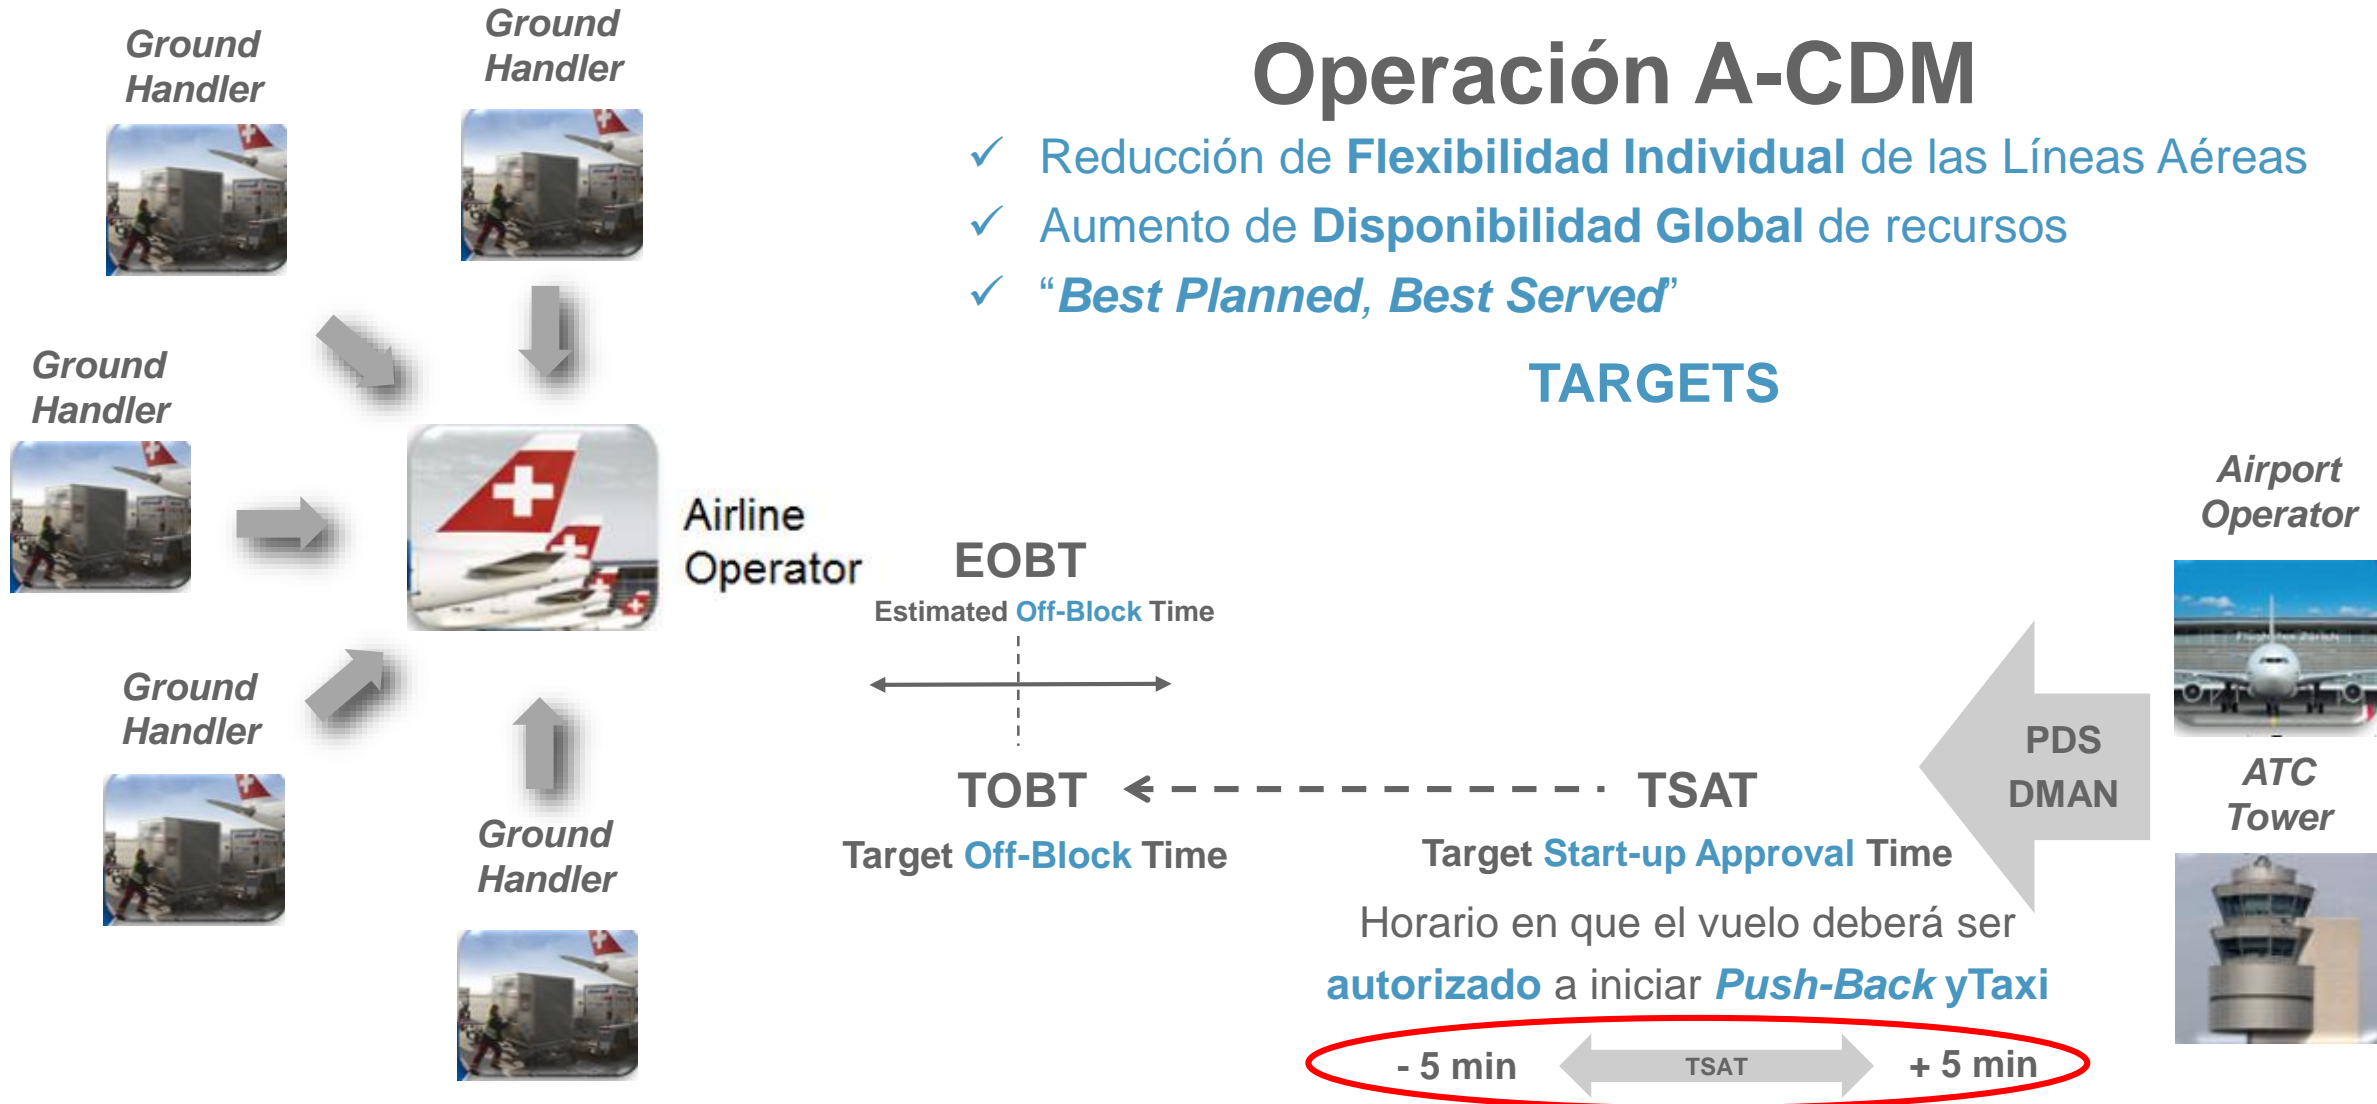 Operación A-CDM
✓ Reducción de Flexibilidad Individual de las Líneas Aéreas
✓ Aumento de Disponibilidad Global de recursos
✓ “Best Planned, Best Served”
TARGETS
Ground
Handler
Ground
Handler
Ground
Handler
Ground
Handler
Ground
Handler
Airline
Operator
EOBT
Estimated Off-Block Time
TOBT
Target Off-Block Time
TSAT
Target Start-up Approval Time
Horario en que el vuelo deberá ser
autorizado a iniciar Push-Back yTaxi
- 5 min
TSAT
+ 5 min
PDS
DMAN
Airport
Operator
ATC
Tower